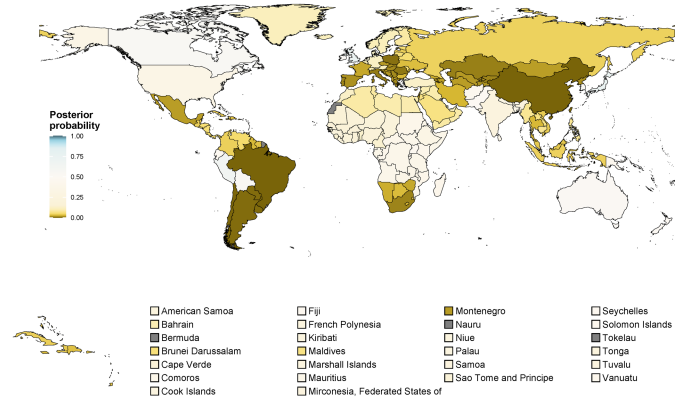 Posterior
probability
1.00
0.75
0.50
0.25
0.00
American Samoa
Bahrain
Bermuda
Brunei Darussalam
Cape Verde
Comoros
Cook Islands
Fiji
French Polynesia
Kiribati
Maldives
Marshall Islands
Mauritius
Mirconesia, Federated States of
Montenegro
Nauru
Niue
Palau
Samoa
Sao Tome and Principe
Seychelles
Solomon Islands
Tokelau
Tonga
Tuvalu
Vanuatu